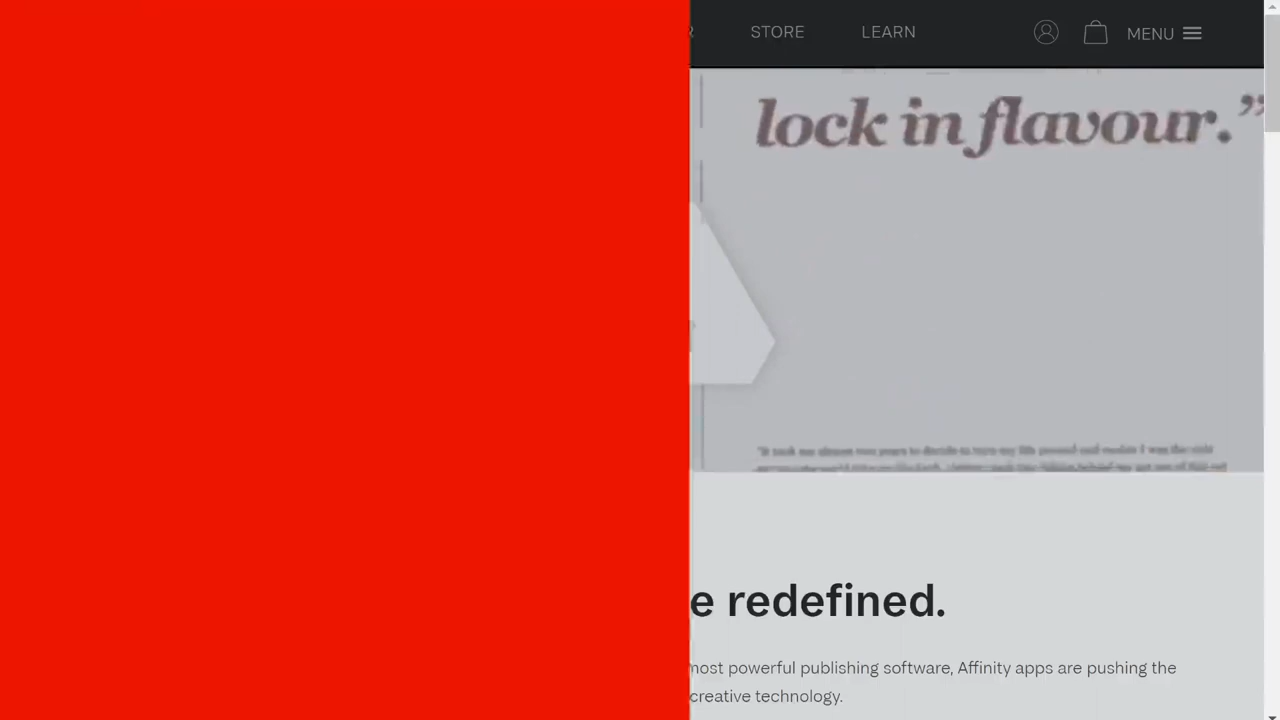 STORE LEARN MENU
lock in flavour.”
e redefined.
most powerful publishing software, Affinity apps are pushing the
creative technology.